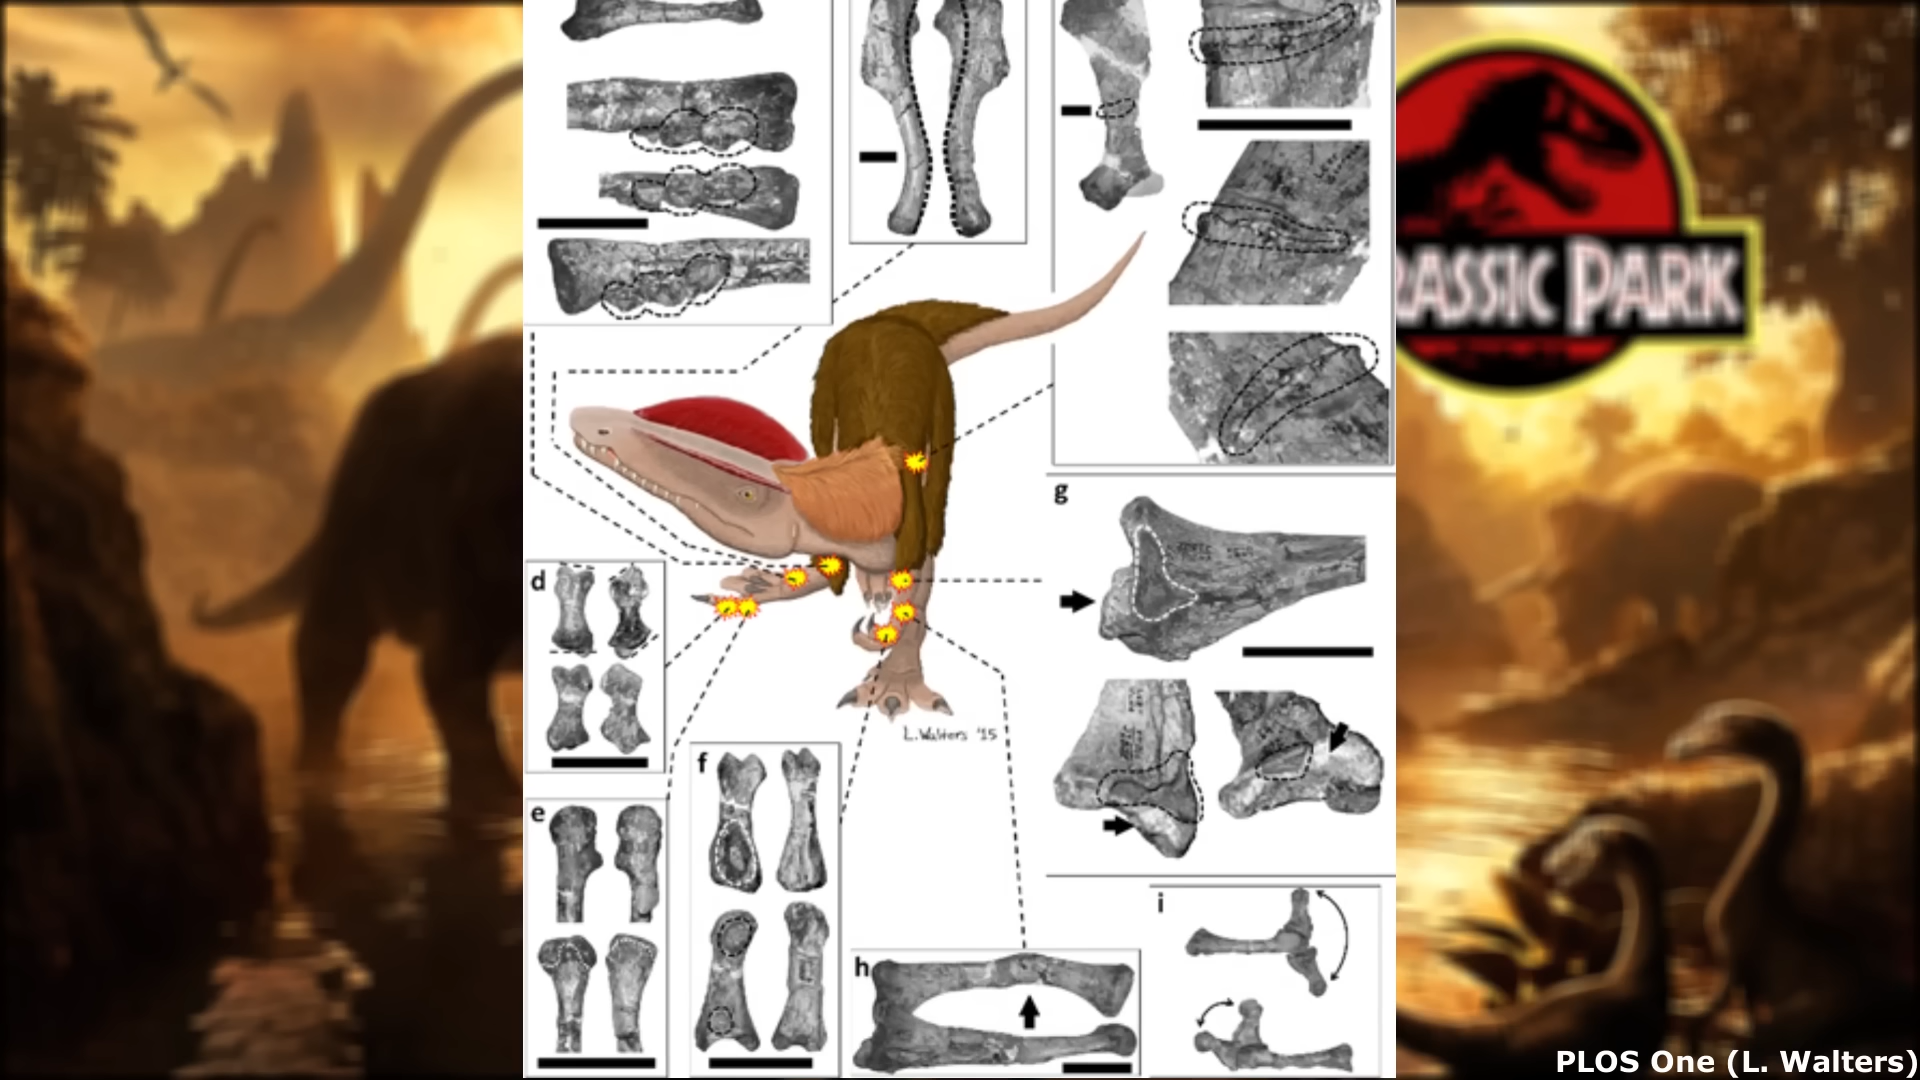 RASSIC PARK
g
d
L.Walters '15
f
e
i
h
PLOS One (L. Walters)